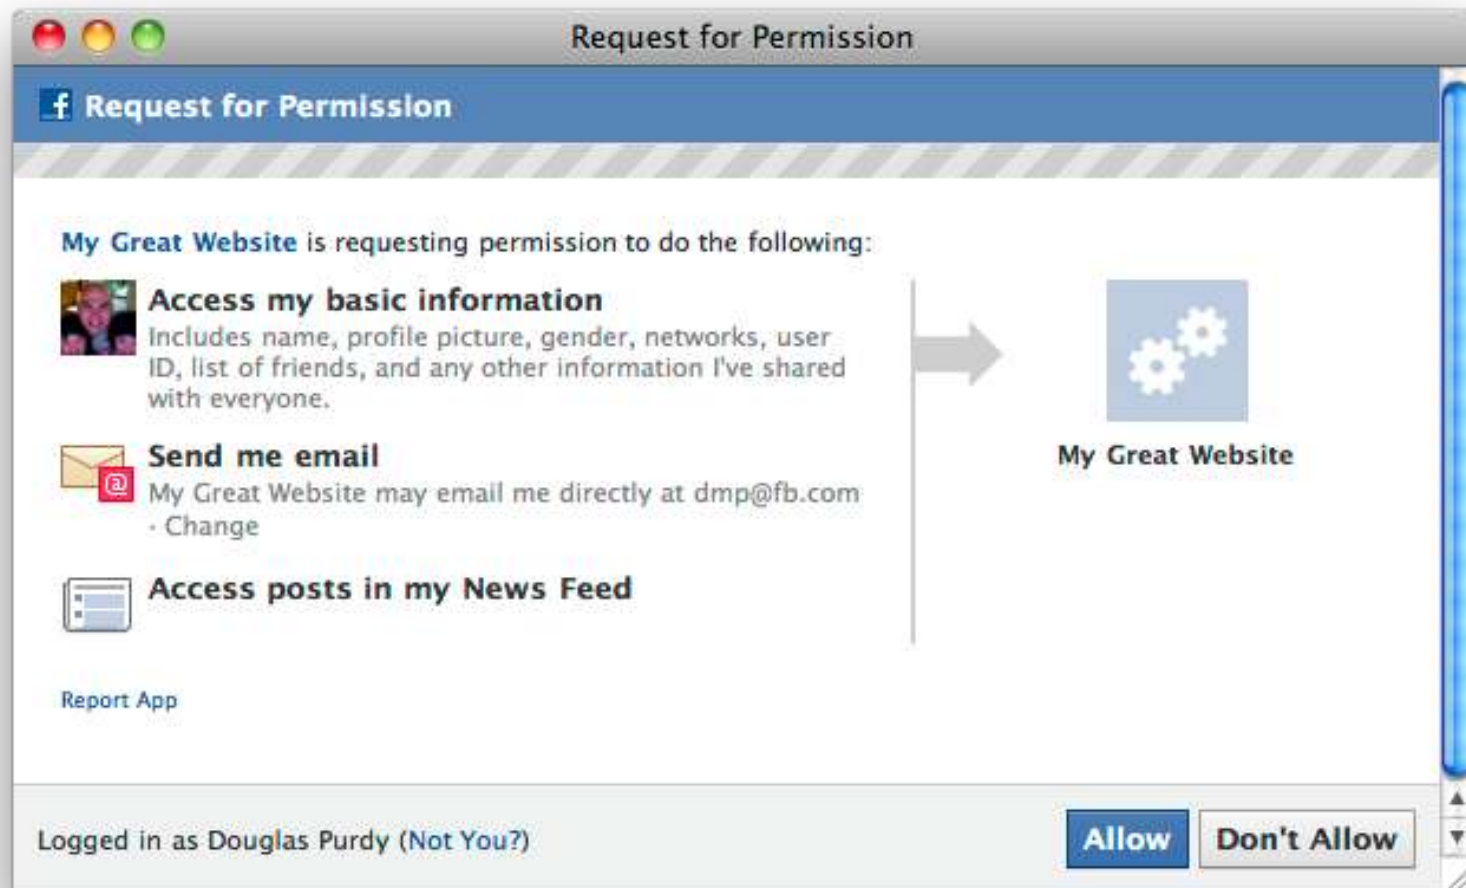 Request for Permission
f Request for Permission
My Great Website is requesting permission to do the following:
Access my basic information
Includes name, profile picture, gender, networks, user
ID, list of friends, and any other information I've shared
with everyone.
Send me email
@
My Great Website may email me directly at dmp@fb.com
· Change
Access posts in my News Feed
My Great Website
Report App
Logged in as Douglas Purdy (Not You?)
Allow
Don't Allow